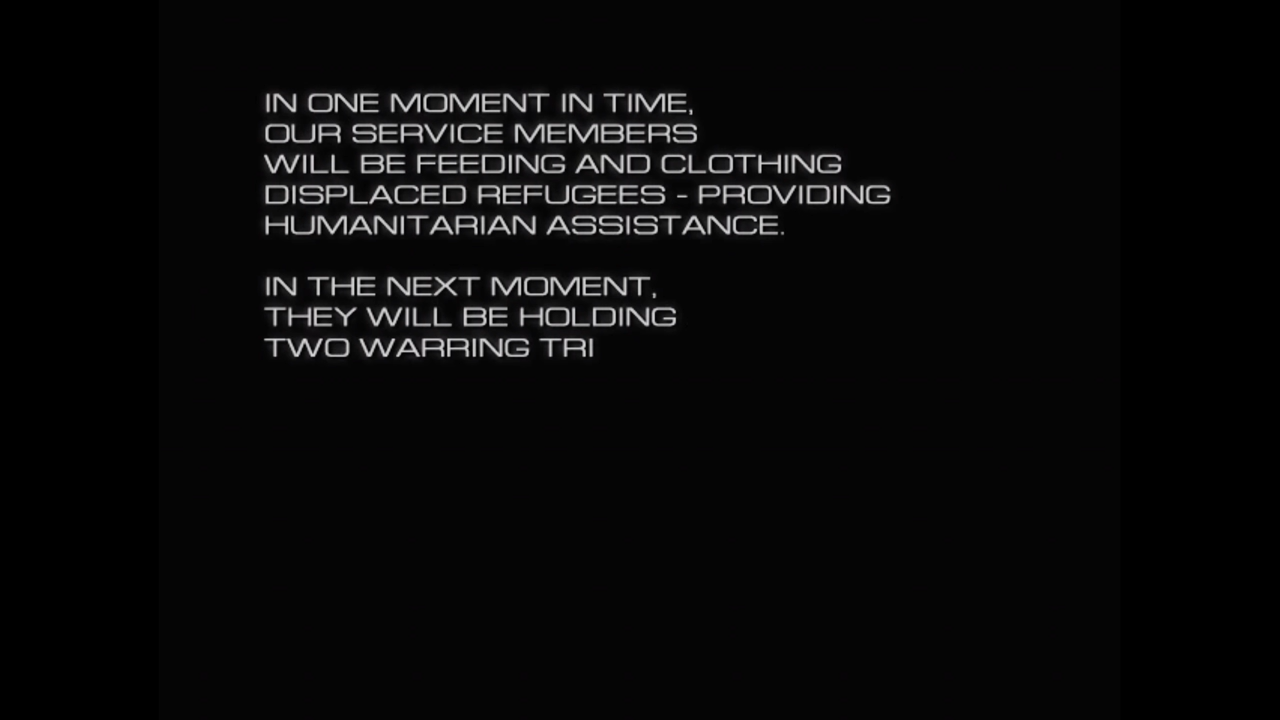 IN ONE MOMENT IN TIME,
OUR SERVICE MEMBERS
WILL BE FEEDING AND CLOTHING
DISPLACED REFUGEES - PROVIDING
HUMANITARIAN ASSISTANCE.
IN THE NEXT MOMENT,
THEY WILL BE HOLDING
TWO WARRING TRI